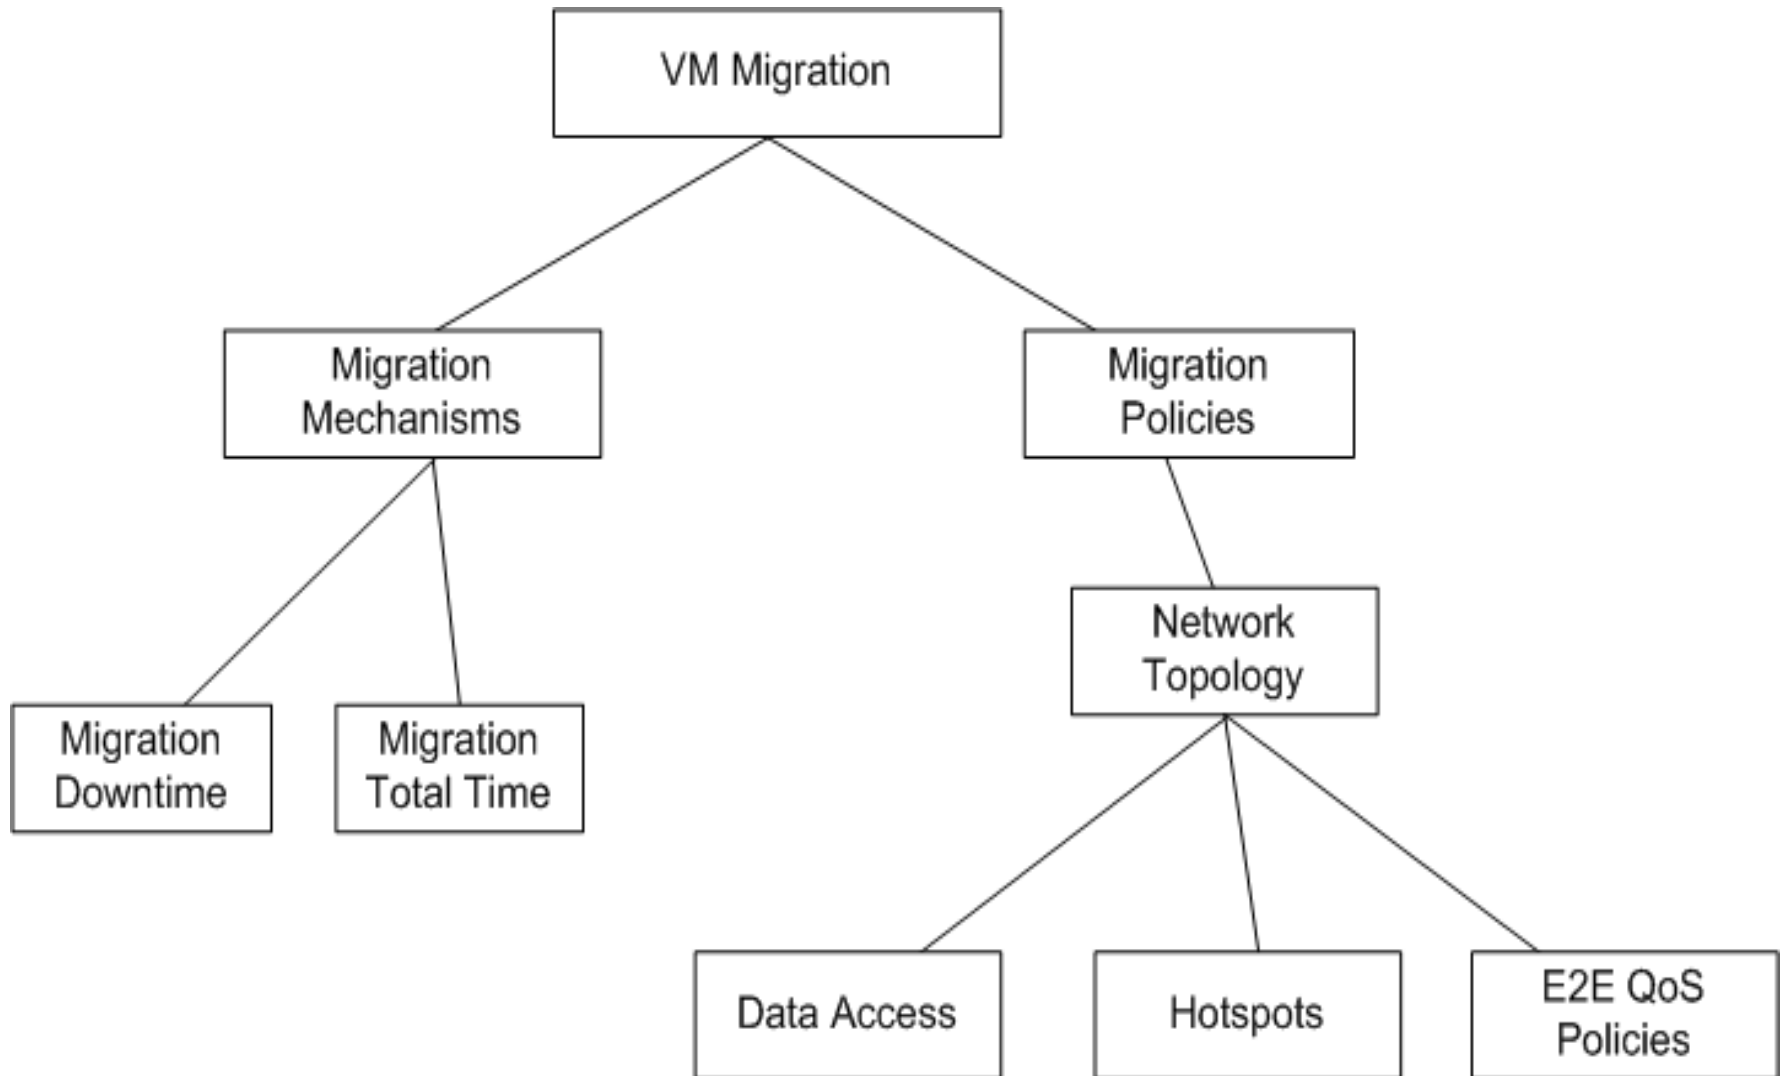 VM Migration
Migration
Mechanisms
Migration
Policies
Network
Topology
Migration
Downtime
Migration
Total Time
Data Access
Hotspots
E2E QoS
Policies